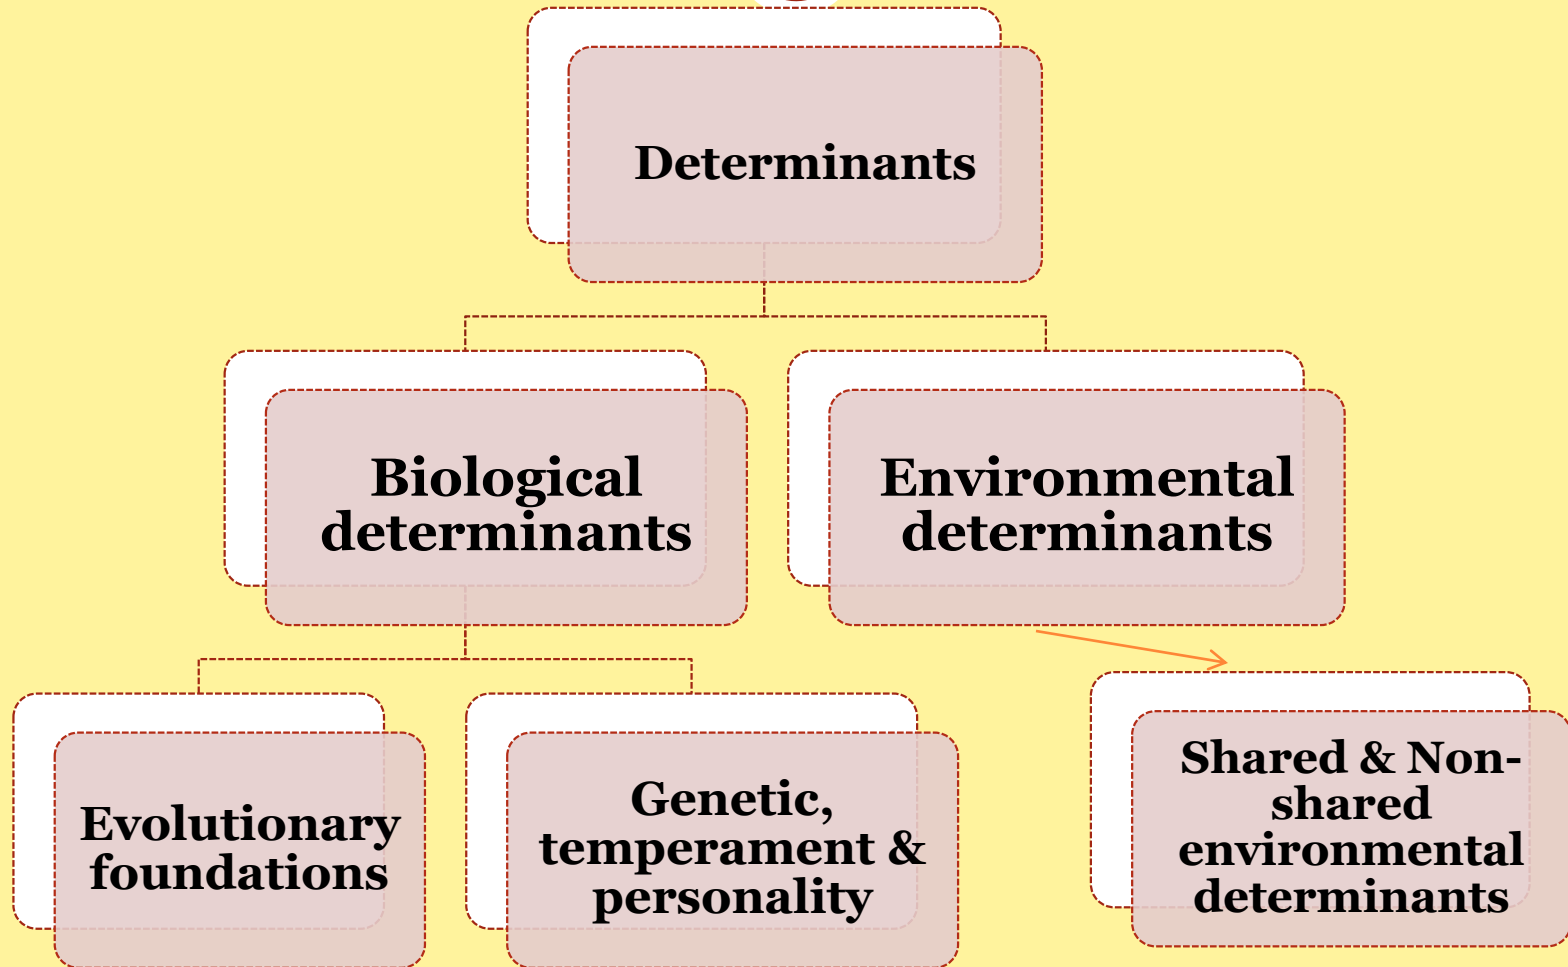 Determinants
Biological
determinants
Environmental
determinants
Evolutionary
foundations
Genetic,
temperament &
personality
Shared & Non-
shared
environmental
determinants